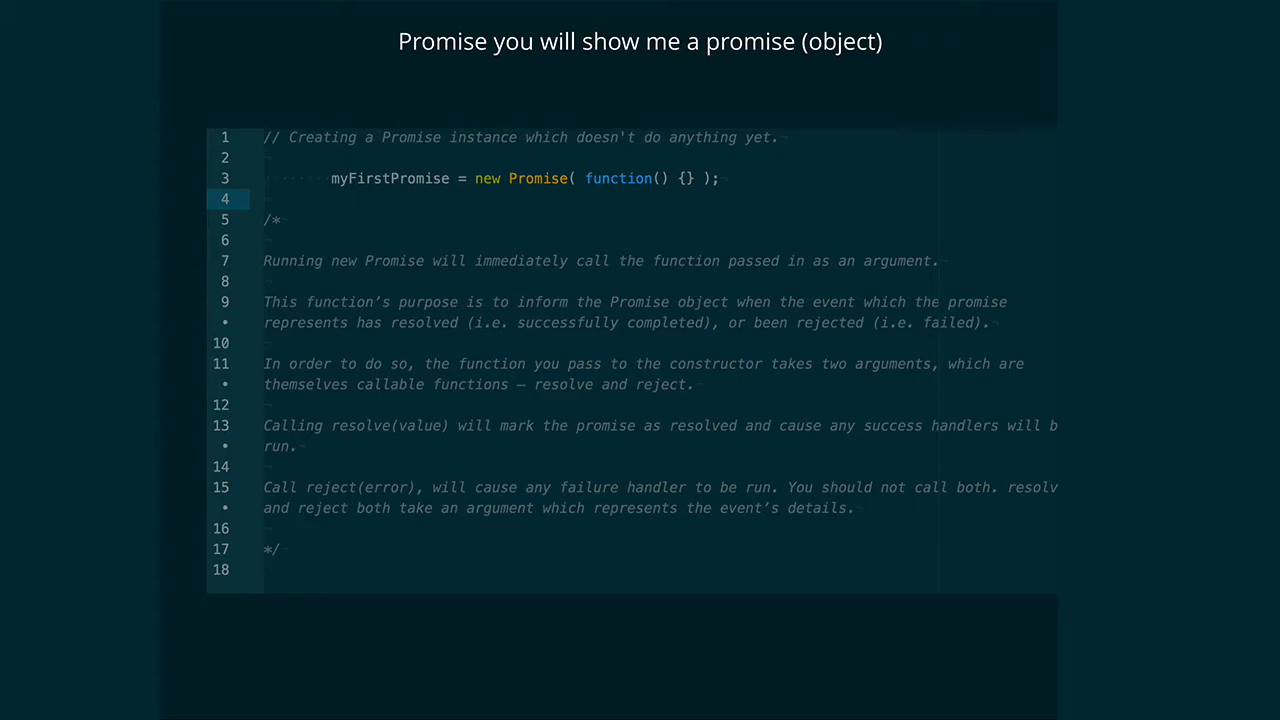 Promise you will show me a promise (object)
1 // Creating a Promise instance which doesn't do anything yet.
2
3 myFirstPromise = new Promise( function() {} );
4
5 /*
6
7 Running new Promise will immediately call the function passed in as an argument.
8
9 This function’s purpose is to inform the Promise object when the event which the promise
• represents has resolved (i.e. successfully completed), or been rejected (i.e. failed).
10
11 In order to do so, the function you pass to the constructor takes two arguments, which are
• themselves callable functions – resolve and reject.
12
13 Calling resolve(value) will mark the promise as resolved and cause any success handlers will b
• run.
14
15 Call reject(error), will cause any failure handler to be run. You should not call both. resolv
• and reject both take an argument which represents the event’s details.
16
17 */
18